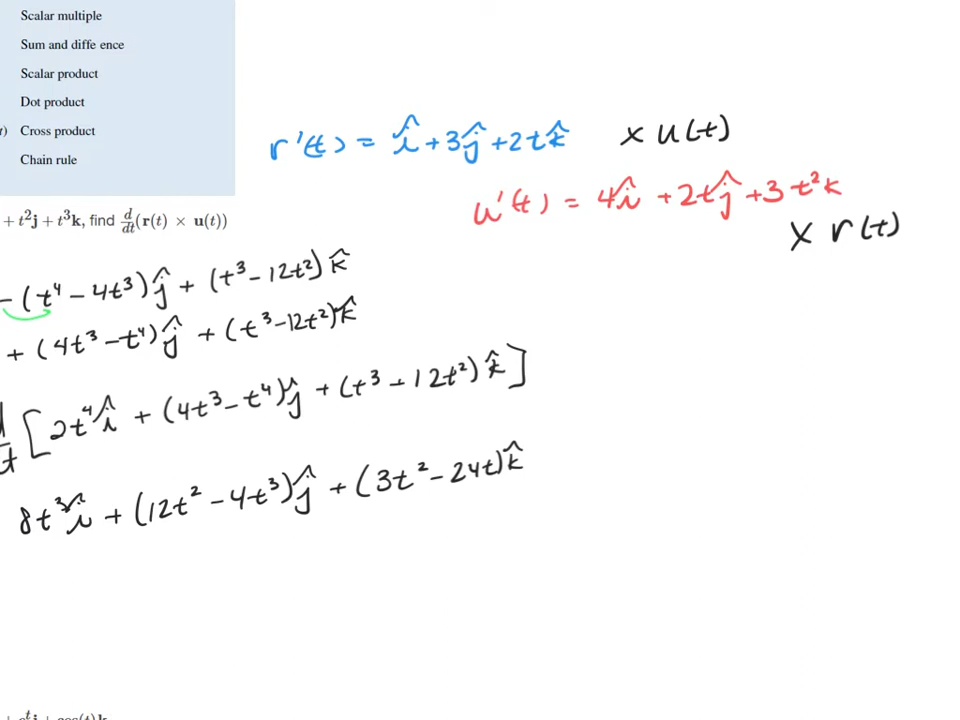 Scalar multiple
Sum and diffe ence
Scalar product
Dot product
t) Cross product
Chain rule
r'(t) = î + 3ĵ + 2t k̂ × u(t)
u'(t) = 4î + 2tĵ + 3t²k
× r(t)
+ t²j + t³k, find d/dt (r(t) × u(t))
-(t⁴ - 4t³)ĵ + (t³ - 12t²)k̂
+ (4t³ - t⁴)ĵ + (t³ - 12t²)k̂
d/dt [2t⁴î + (4t³ - t⁴)ĵ + (t³ - 12t²)k̂]
8t³î + (12t² - 4t³)ĵ + (3t² - 24t)k̂